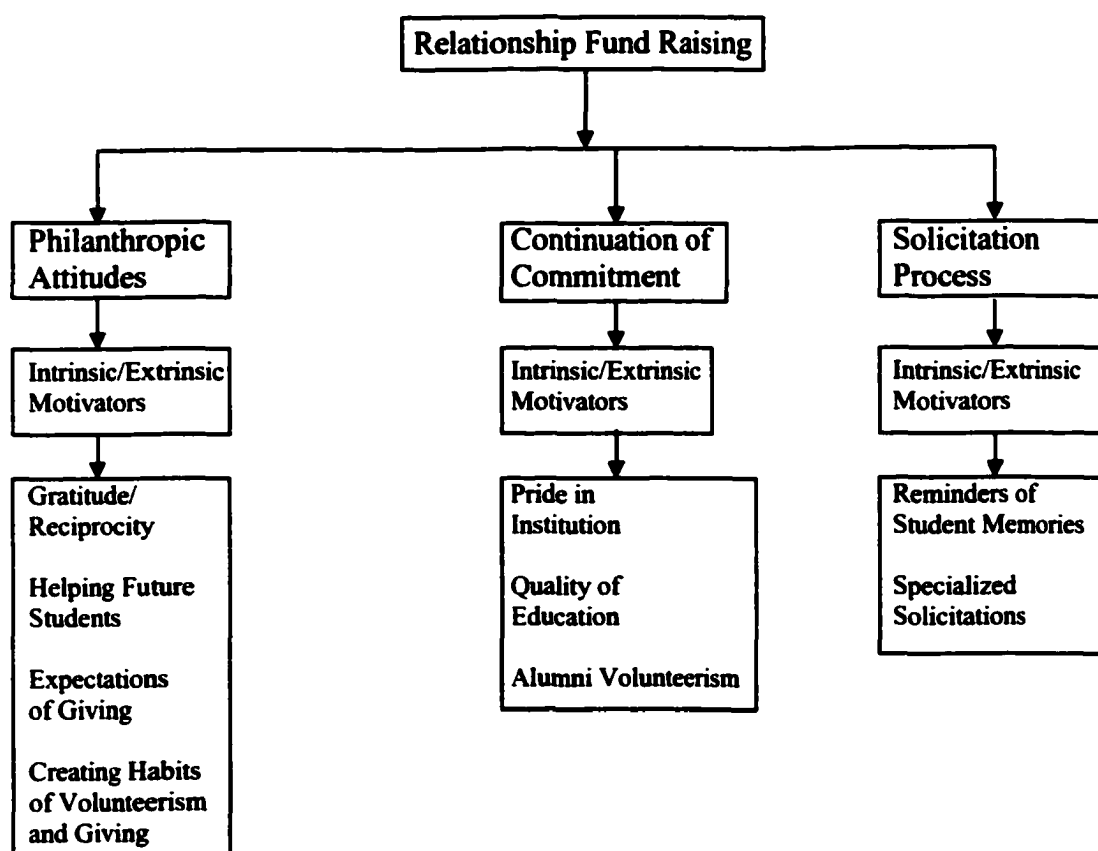 Relationship Fund Raising
Philanthropic
Attitudes
Continuation of
Commitment
Solicitation
Process
Intrinsic/Extrinsic
Motivators
Intrinsic/Extrinsic
Motivators
Intrinsic/Extrinsic
Motivators
Gratitude/
Reciprocity
Helping Future
Students
Expectations
of Giving
Creating Habits
of Volunteerism
and Giving
Pride in
Institution
Quality of
Education
Alumni Volunteerism
Reminders of
Student Memories
Specialized
Solicitations